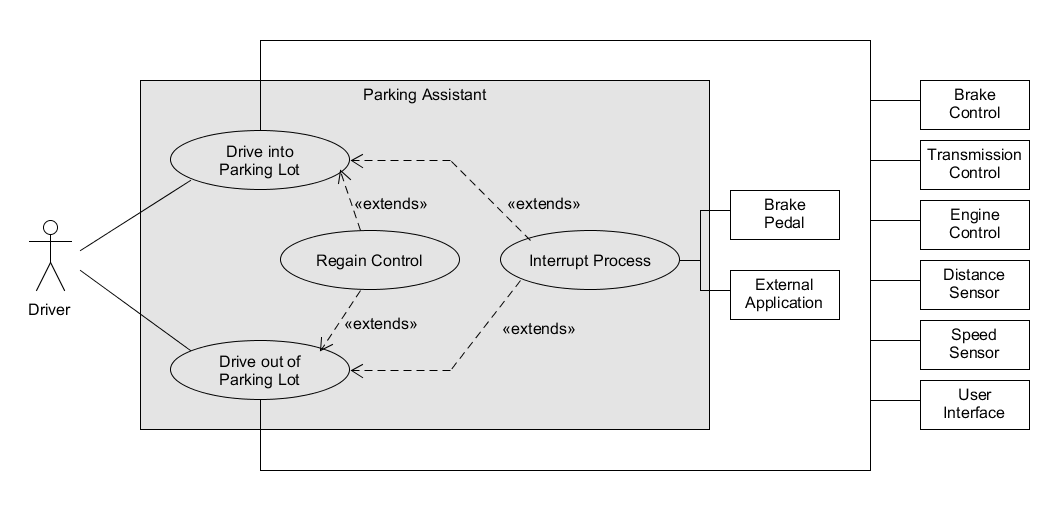 Parking Assistant
Drive into
Parking Lot
«extends»
«extends»
Regain Control
Interrupt Process
«extends»
«extends»
Drive out of
Parking Lot
Driver
Brake
Pedal
External
Application
Brake
Control
Transmission
Control
Engine
Control
Distance
Sensor
Speed
Sensor
User
Interface